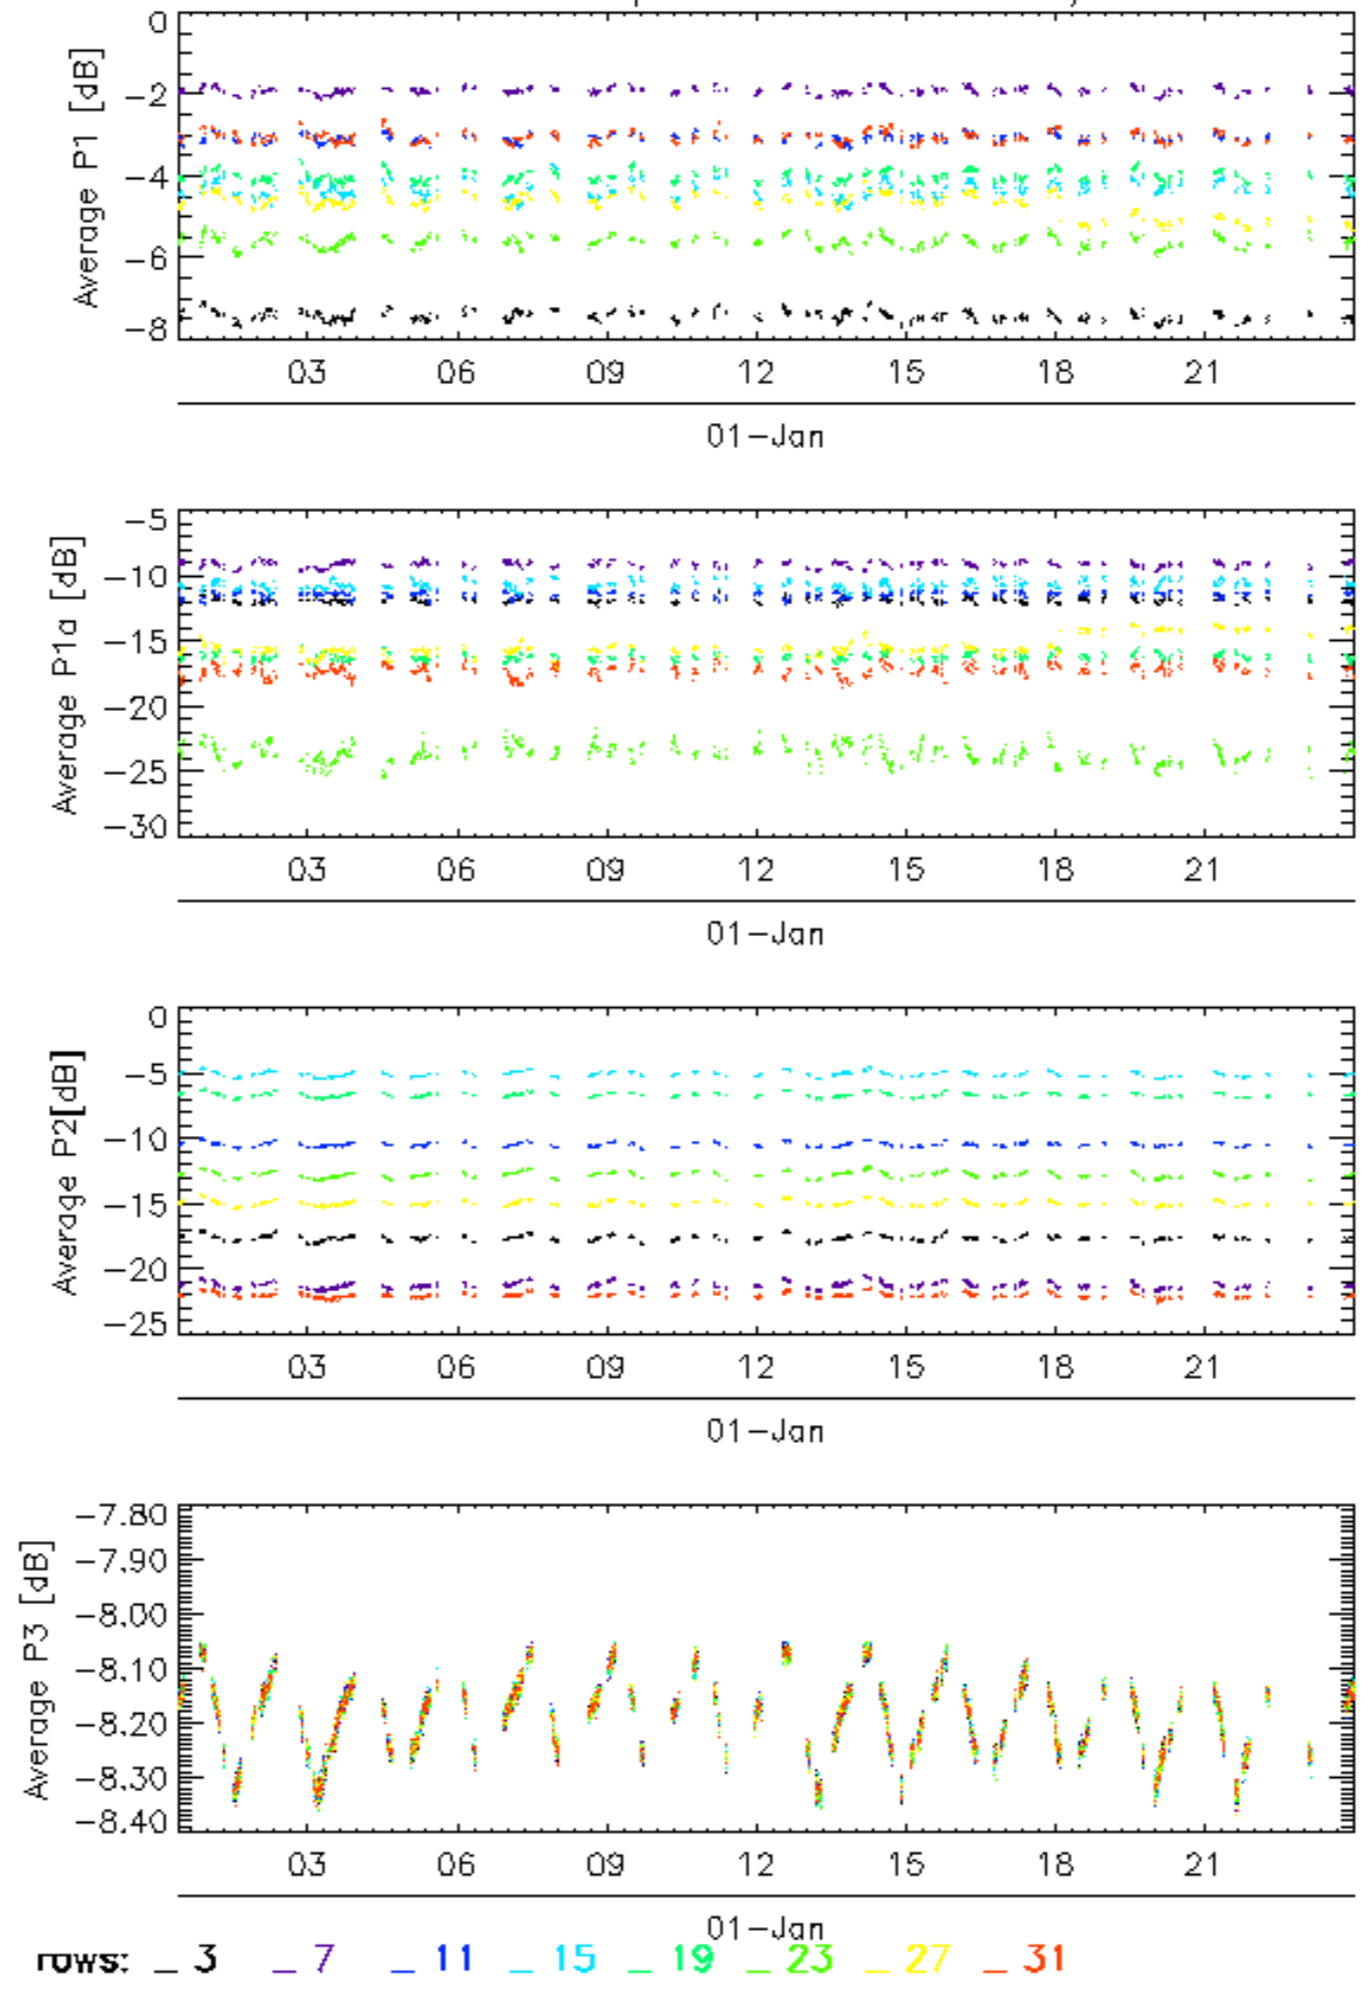 Average P1 [dB]
0
−2
−4
−6
−8
03 06 09 12 15 18 21
01−Jan
Average P1a [dB]
−5
−10
−15
−20
−25
−30
03 06 09 12 15 18 21
01−Jan
Average P2[dB]
0
−5
−10
−15
−20
−25
03 06 09 12 15 18 21
01−Jan
Average P3 [dB]
−7.80
−7.90
−8.00
−8.10
−8.20
−8.30
−8.40
03 06 09 12 15 18 21
01−Jan
rows: _ 3 _ 7 _ 11 _ 15 _ 19 _ 23 _ 27 _ 31